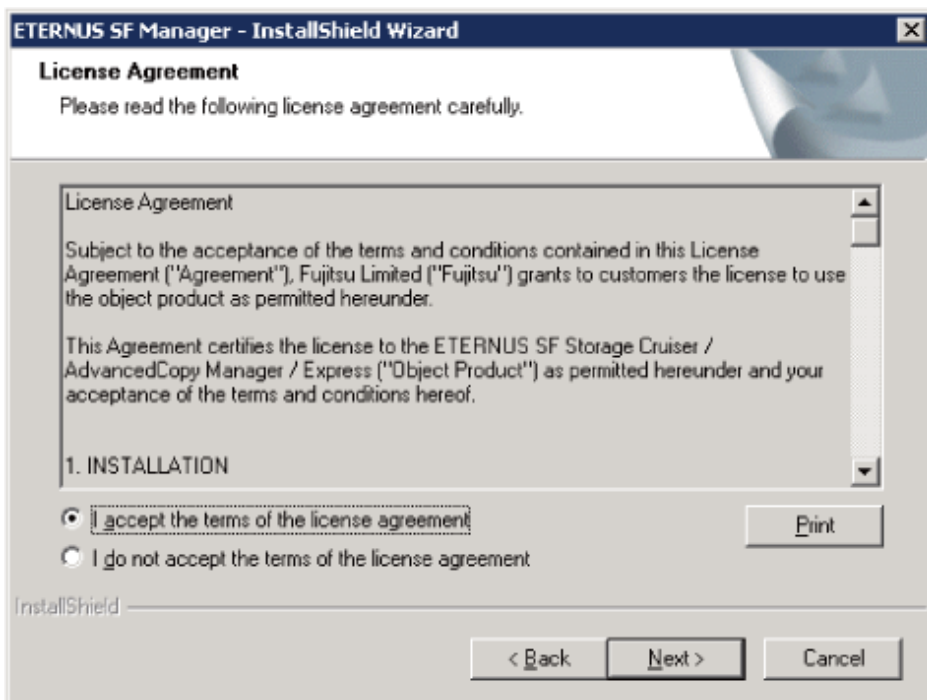 ETERNUS SF Manager - InstallShield Wizard
License Agreement
Please read the following license agreement carefully.
License Agreement
Subject to the acceptance of the terms and conditions contained in this License
Agreement ("Agreement"), Fujitsu Limited ("Fujitsu") grants to customers the license to use
the object product as permitted hereunder.
This Agreement certifies the license to the ETERNUS SF Storage Cruiser /
AdvancedCopy Manager / Express ("Object Product") as permitted hereunder and your
acceptance of the terms and conditions hereof.
1. INSTALLATION
I accept the terms of the license agreement
Print
I do not accept the terms of the license agreement
InstallShield
< Back
Next >
Cancel